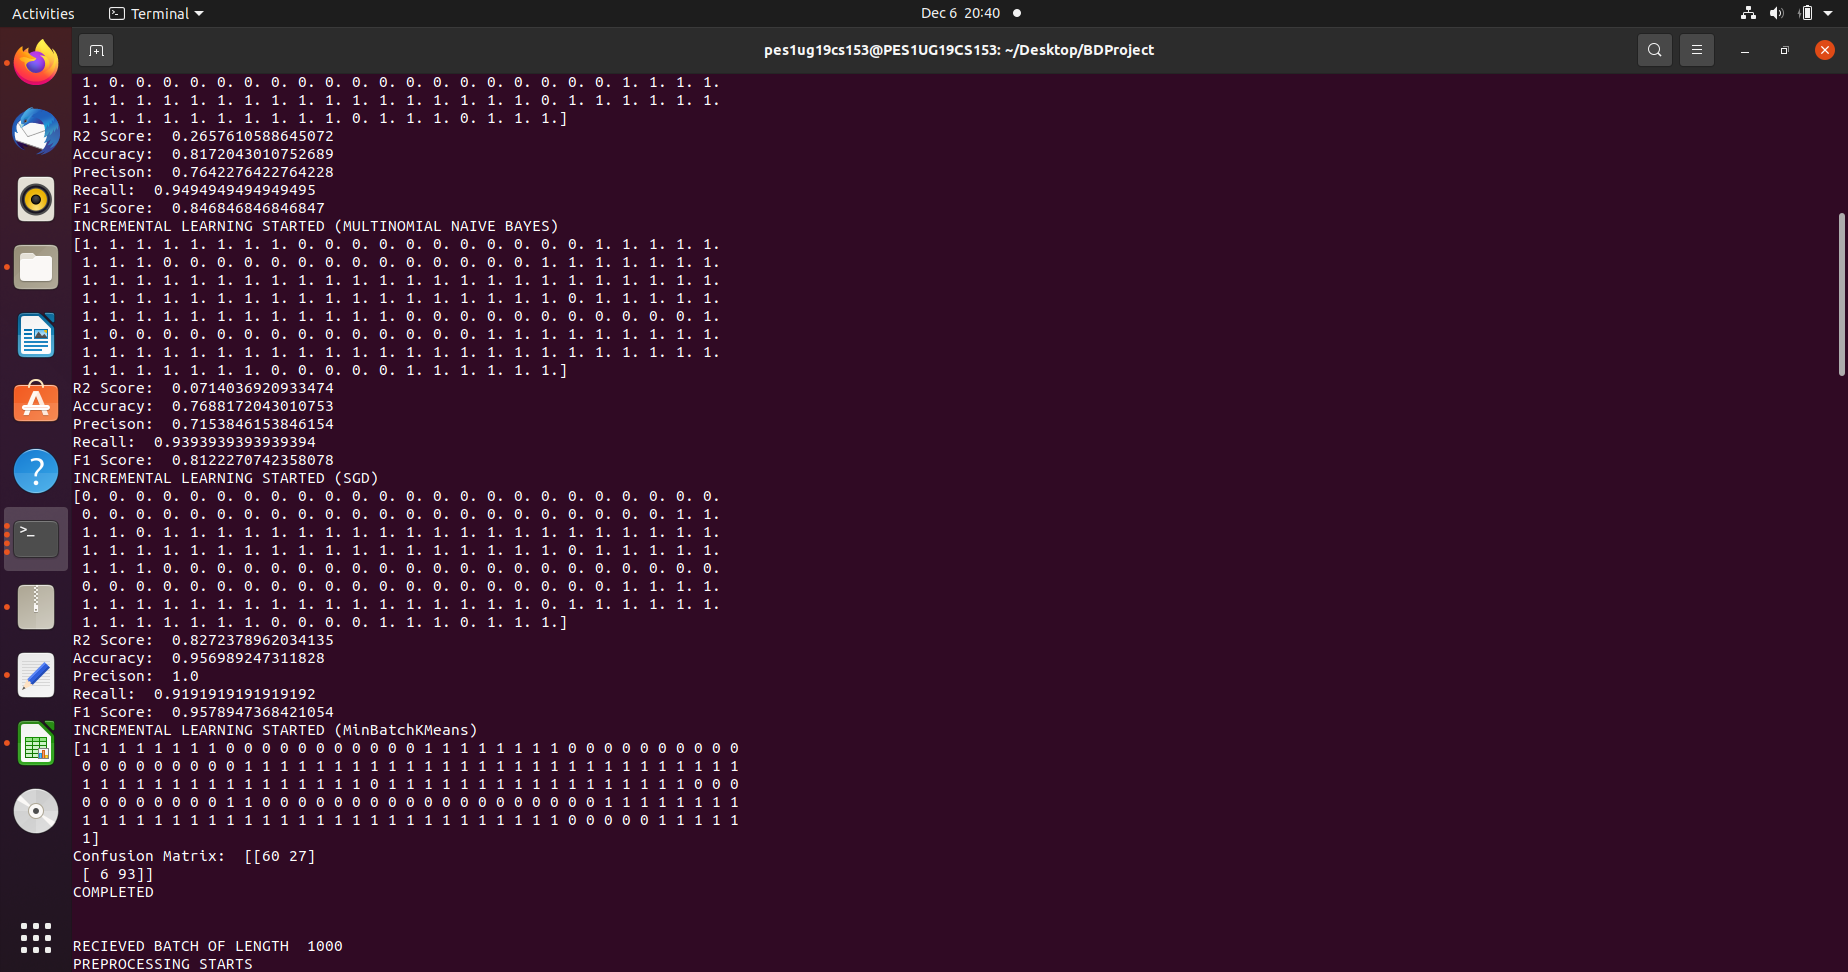 Activities
Terminal
Dec 6 20:40
pes1ug19cs153@PES1UG19CS153: ~/Desktop/BDProject
1. 0. 0. 0. 0. 0. 0. 0. 0. 0. 0. 0. 0. 0. 0. 0. 0. 0. 0. 0. 1. 1. 1. 1.
1. 1. 1. 1. 1. 1. 1. 1. 1. 1. 1. 1. 1. 1. 1. 1. 1. 0. 1. 1. 1. 1. 1. 1.
1. 1. 1. 1. 1. 1. 1. 1. 1. 1. 0. 1. 1. 1. 0. 1. 1. 1.]
R2 Score:  0.2657610588645072
Accuracy:  0.8172043010752689
Precison:  0.7642276422764228
Recall:  0.9494949494949495
F1 Score:  0.846846846846847
INCREMENTAL LEARNING STARTED (MULTINOMIAL NAIVE BAYES)
[1. 1. 1. 1. 1. 1. 1. 1. 0. 0. 0. 0. 0. 0. 0. 0. 0. 0. 0. 1. 1. 1. 1. 1.
1. 1. 1. 0. 0. 0. 0. 0. 0. 0. 0. 0. 0. 0. 0. 0. 0. 1. 1. 1. 1. 1. 1. 1.
1. 1. 1. 1. 1. 1. 1. 1. 1. 1. 1. 1. 1. 1. 1. 1. 1. 1. 1. 1. 1. 1. 1. 1.
1. 1. 1. 1. 1. 1. 1. 1. 1. 1. 1. 1. 1. 1. 1. 1. 1. 1. 0. 1. 1. 1. 1. 1.
1. 1. 1. 1. 1. 1. 1. 1. 1. 1. 1. 1. 0. 0. 0. 0. 0. 0. 0. 0. 0. 0. 0. 1.
1. 0. 0. 0. 0. 0. 0. 0. 0. 0. 0. 0. 0. 0. 0. 1. 1. 1. 1. 1. 1. 1. 1. 1.
1. 1. 1. 1. 1. 1. 1. 1. 1. 1. 1. 1. 1. 1. 1. 1. 1. 1. 1. 1. 1. 1. 1. 1.
1. 1. 1. 1. 1. 1. 1. 0. 0. 0. 0. 0. 1. 1. 1. 1. 1. 1.]
R2 Score:  0.0714036920933474
Accuracy:  0.7688172043010753
Precison:  0.7153846153846154
Recall:  0.9393939393939394
F1 Score:  0.8122270742358078
INCREMENTAL LEARNING STARTED (SGD)
[0. 0. 0. 0. 0. 0. 0. 0. 0. 0. 0. 0. 0. 0. 0. 0. 0. 0. 0. 0. 0. 0. 0. 0.
0. 0. 0. 0. 0. 0. 0. 0. 0. 0. 0. 0. 0. 0. 0. 0. 0. 0. 0. 0. 0. 0. 1. 1.
1. 1. 0. 1. 1. 1. 1. 1. 1. 1. 1. 1. 1. 1. 1. 1. 1. 1. 1. 1. 1. 1. 1. 1.
1. 1. 1. 1. 1. 1. 1. 1. 1. 1. 1. 1. 1. 1. 1. 1. 1. 1. 0. 1. 1. 1. 1. 1.
1. 1. 1. 0. 0. 0. 0. 0. 0. 0. 0. 0. 0. 0. 0. 0. 0. 0. 0. 0. 0. 0. 0. 0.
0. 0. 0. 0. 0. 0. 0. 0. 0. 0. 0. 0. 0. 0. 0. 0. 0. 0. 0. 0. 1. 1. 1. 1.
1. 1. 1. 1. 1. 1. 1. 1. 1. 1. 1. 1. 1. 1. 1. 1. 1. 0. 1. 1. 1. 1. 1. 1.
1. 1. 1. 1. 1. 1. 1. 0. 0. 0. 0. 1. 1. 1. 0. 1. 1. 1.]
R2 Score:  0.8272378962034135
Accuracy:  0.956989247311828
Precison:  1.0
Recall:  0.9191919191919192
F1 Score:  0.9578947368421054
INCREMENTAL LEARNING STARTED (MinBatchKMeans)
[1 1 1 1 1 1 1 1 0 0 0 0 0 0 0 0 0 0 0 1 1 1 1 1 1 1 1 0 0 0 0 0 0 0 0 0 0
0 0 0 0 0 0 0 0 0 1 1 1 1 1 1 1 1 1 1 1 1 1 1 1 1 1 1 1 1 1 1 1 1 1 1 1 1
1 1 1 1 1 1 1 1 1 1 1 1 1 1 1 1 0 1 1 1 1 1 1 1 1 1 1 1 1 1 1 1 1 1 0 0 0
0 0 0 0 0 0 0 0 1 1 0 0 0 0 0 0 0 0 0 0 0 0 0 0 0 0 0 0 0 1 1 1 1 1 1 1 1
1 1 1 1 1 1 1 1 1 1 1 1 1 1 1 1 1 1 1 1 1 1 1 1 1 1 1 0 0 0 0 0 1 1 1 1 1
1]
Confusion Matrix:  [[60 27]
[ 6 93]]
COMPLETED
RECIEVED BATCH OF LENGTH  1000
PREPROCESSING STARTS